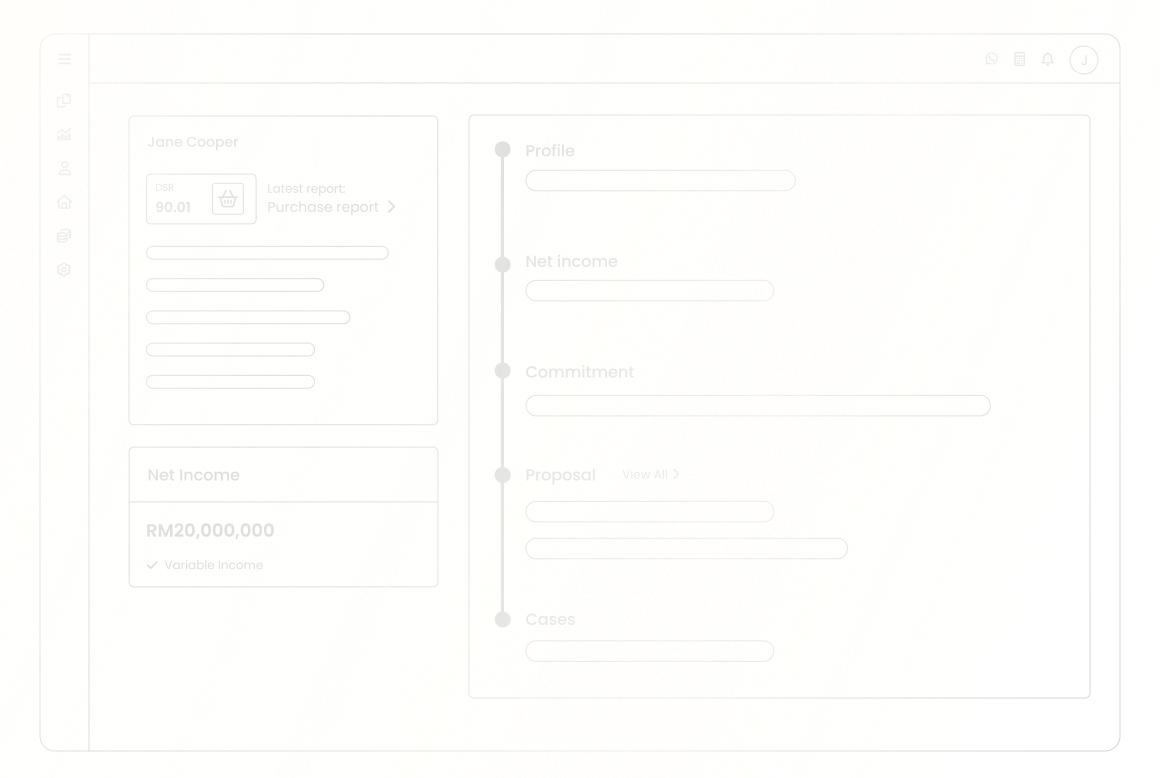 J
Jane Cooper
DSR
90.01
Latest report:
Purchase report
Net Income
RM20,000,000
Variable Income
Profile
Net income
Commitment
Proposal View All
Cases